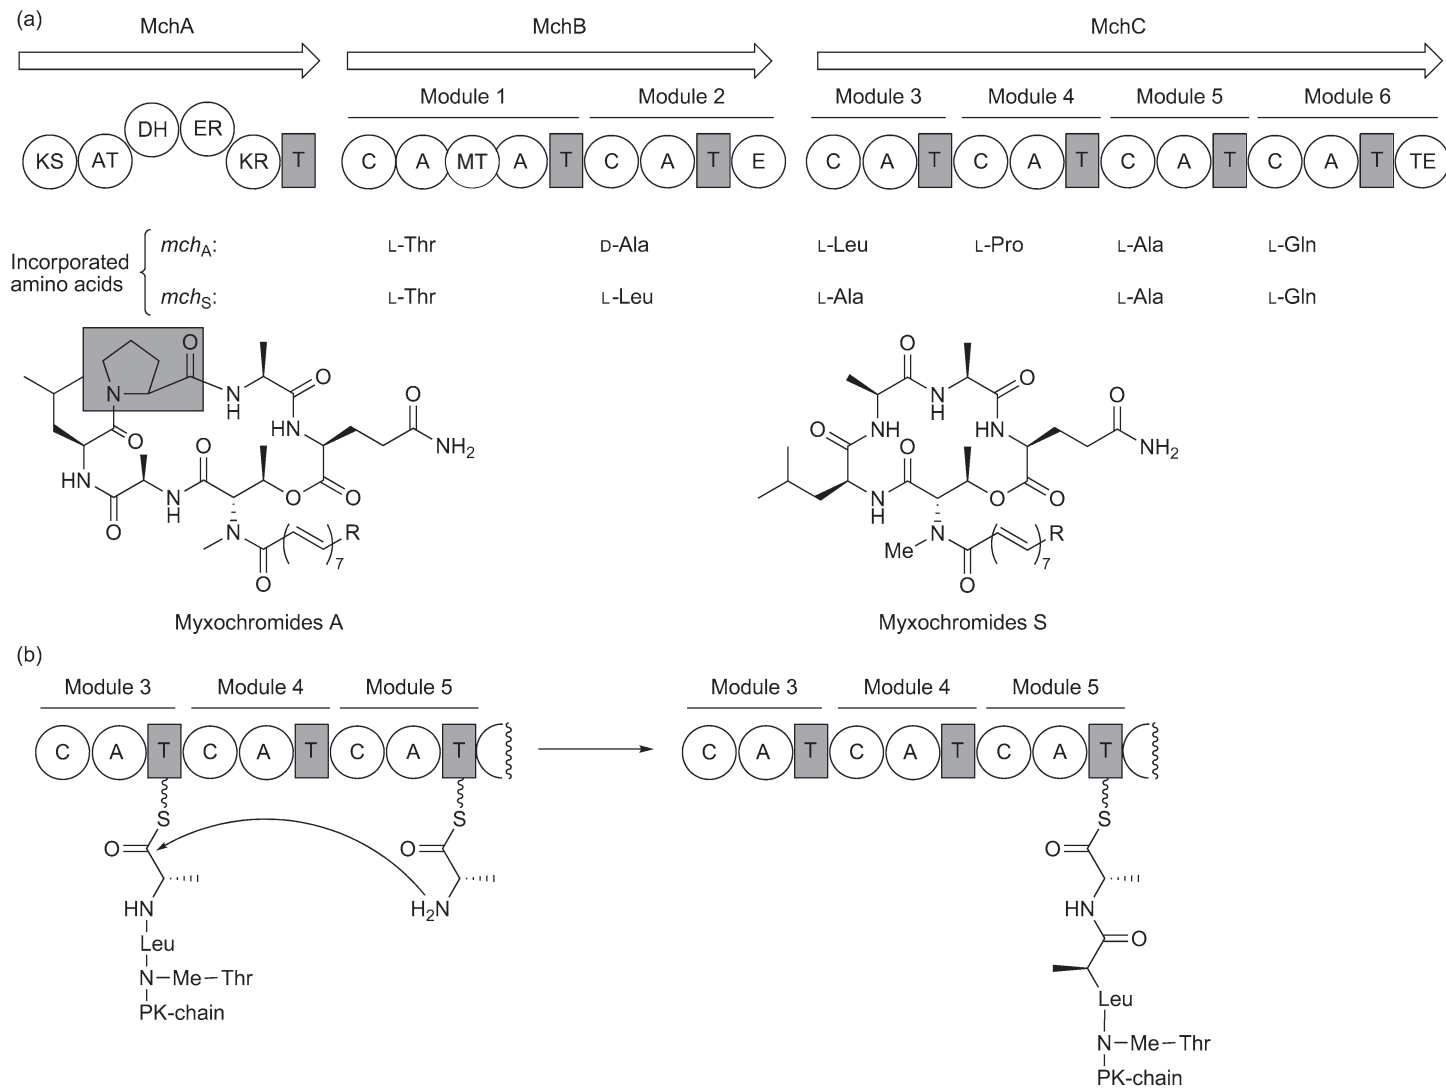 (a)
MchA MchB MchC
Module 1 Module 2 Module 3 Module 4 Module 5 Module 6
DH ER
KS AT KR T C A MT A T C A T E C A T C A T C A T C A T TE
Incorporated amino acids
mchA: L-Thr D-Ala L-Leu L-Pro L-Ala L-Gln
mchS: L-Thr L-Leu L-Ala L-Ala L-Gln
O
N
N
H
O
O
HN
O
NH2
O
HN
O
N
H
O
O
O
N
O
R
7
Myxochromides A
O
N
H
O
O
NH
HN
O
NH2
O
N
H
O
O
Me
N
O
R
7
Myxochromides S
(b)
Module 3 Module 4 Module 5 Module 3 Module 4 Module 5
C A T C A T C A T C A T C A T C A T
S S S
O O O
HN H2N HN
Leu O
N Me Thr Leu
PK-chain N Me Thr
PK-chain